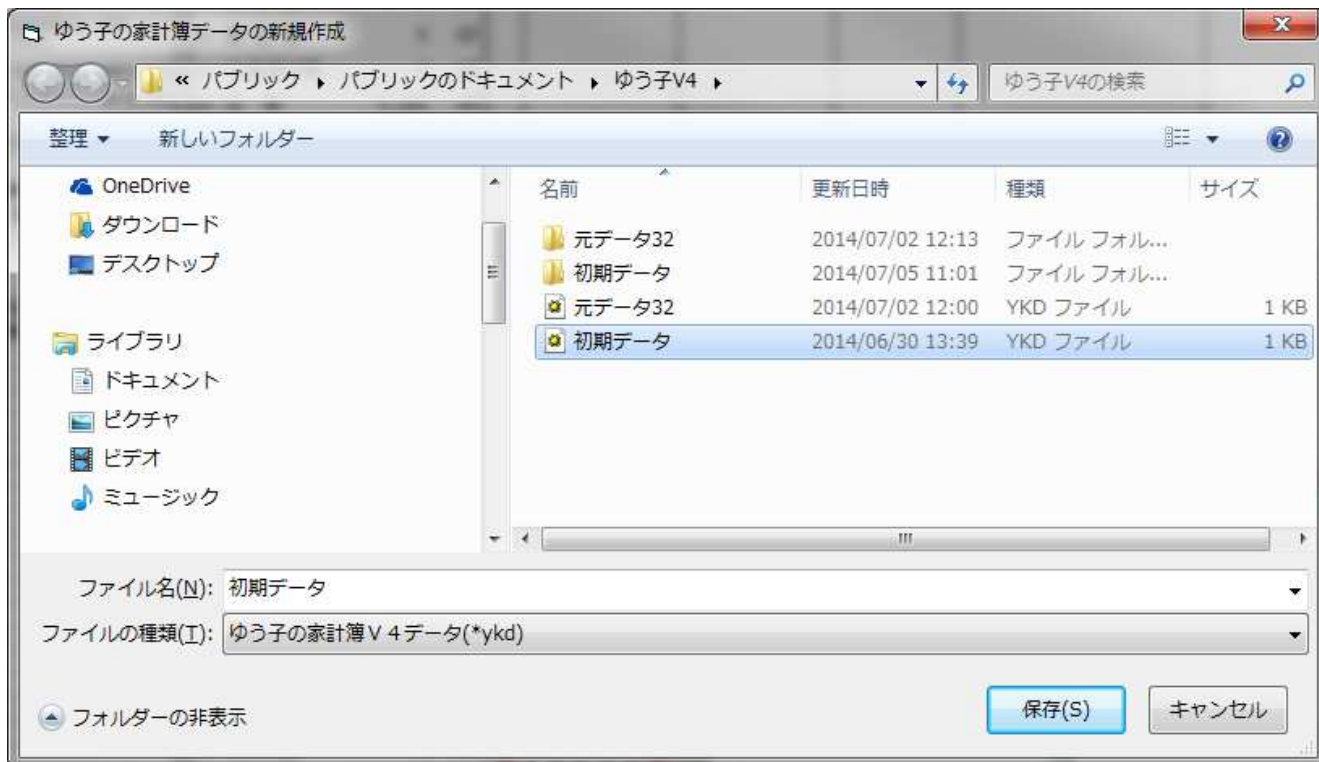 ゆう子の家計簿データの新規作成
« パブリック ▸ パブリックのドキュメント ▸ ゆう子V4 ▸
ゆう子V4の検索
整理 ▼ 新しいフォルダー
OneDrive
ダウンロード
デスクトップ
ライブラリ
ドキュメント
ピクチャ
ビデオ
ミュージック
名前 更新日時 種類 サイズ
元データ32 2014/07/02 12:13 ファイル フォル...
初期データ 2014/07/05 11:01 ファイル フォル...
元データ32 2014/07/02 12:00 YKD ファイル 1 KB
初期データ 2014/06/30 13:39 YKD ファイル 1 KB
ファイル名(N): 初期データ
ファイルの種類(T): ゆう子の家計簿V4データ(*ykd)
フォルダーの非表示
保存(S) キャンセル